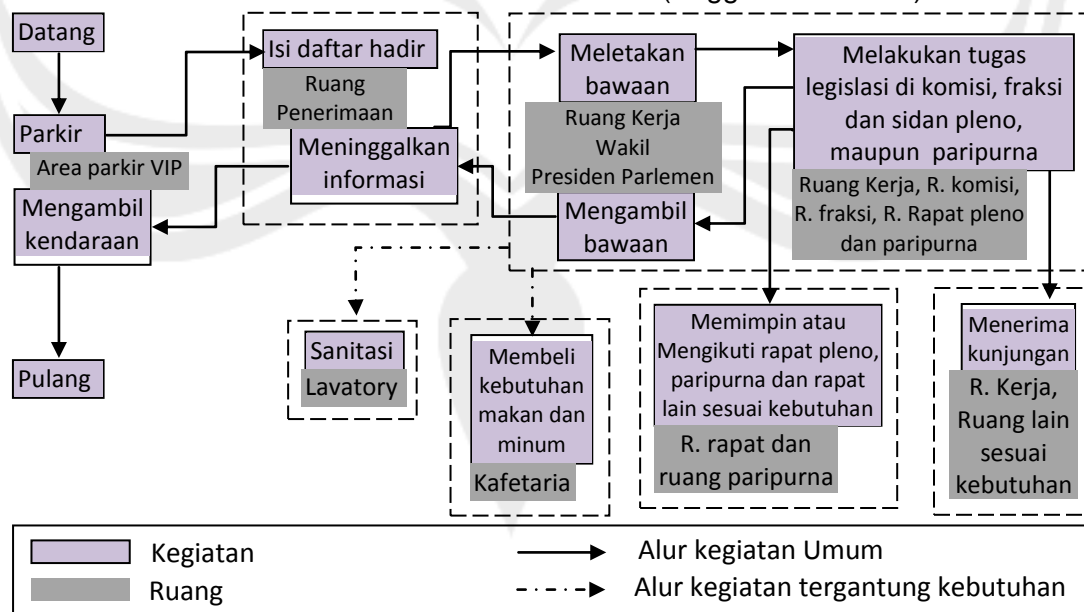 Datang
Parkir
Area parkir VIP
Mengambil
kendaraan
Pulang
Isi daftar hadir
Ruang
Penerimaan
Meninggalkan
informasi
Meletakan
bawaan
Ruang Kerja
Wakil
Presiden Parlemen
Mengambil
bawaan
Melakukan tugas
legislasi di komisi, fraksi
dan sidan pleno,
maupun paripurna
Ruang Kerja, R. komisi,
R. fraksi, R. Rapat pleno
dan paripurna
Sanitasi
Lavatory
Membeli
kebutuhan
makan dan
minum
Kafetaria
Memimpin atau
Mengikuti rapat pleno,
paripurna dan rapat
lain sesuai kebutuhan
R. rapat dan
ruang paripurna
Menerima
kunjungan
R. Kerja,
Ruang lain
sesuai
kebutuhan
Kegiatan
Ruang
Alur kegiatan Umum
Alur kegiatan tergantung kebutuhan